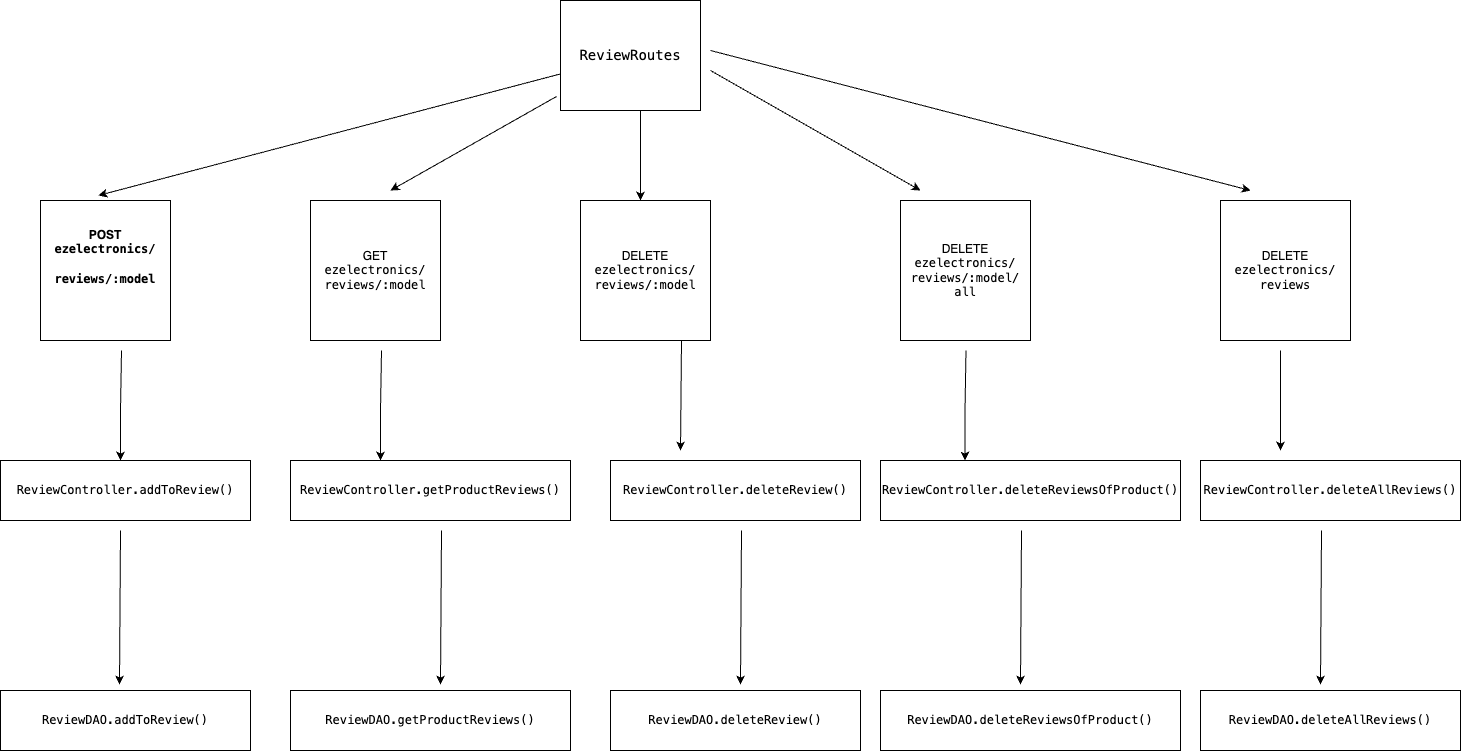 ReviewRoutes
POST
ezelectronics/
reviews/:model
GET
ezelectronics/
reviews/:model
DELETE
ezelectronics/
reviews/:model
DELETE
ezelectronics/
reviews/:model/
all
DELETE
ezelectronics/
reviews
ReviewController.addToReview()
ReviewController.getProductReviews()
ReviewController.deleteReview()
ReviewController.deleteReviewsOfProduct()
ReviewController.deleteAllReviews()
ReviewDAO.addToReview()
ReviewDAO.getProductReviews()
ReviewDAO.deleteReview()
ReviewDAO.deleteReviewsOfProduct()
ReviewDAO.deleteAllReviews()